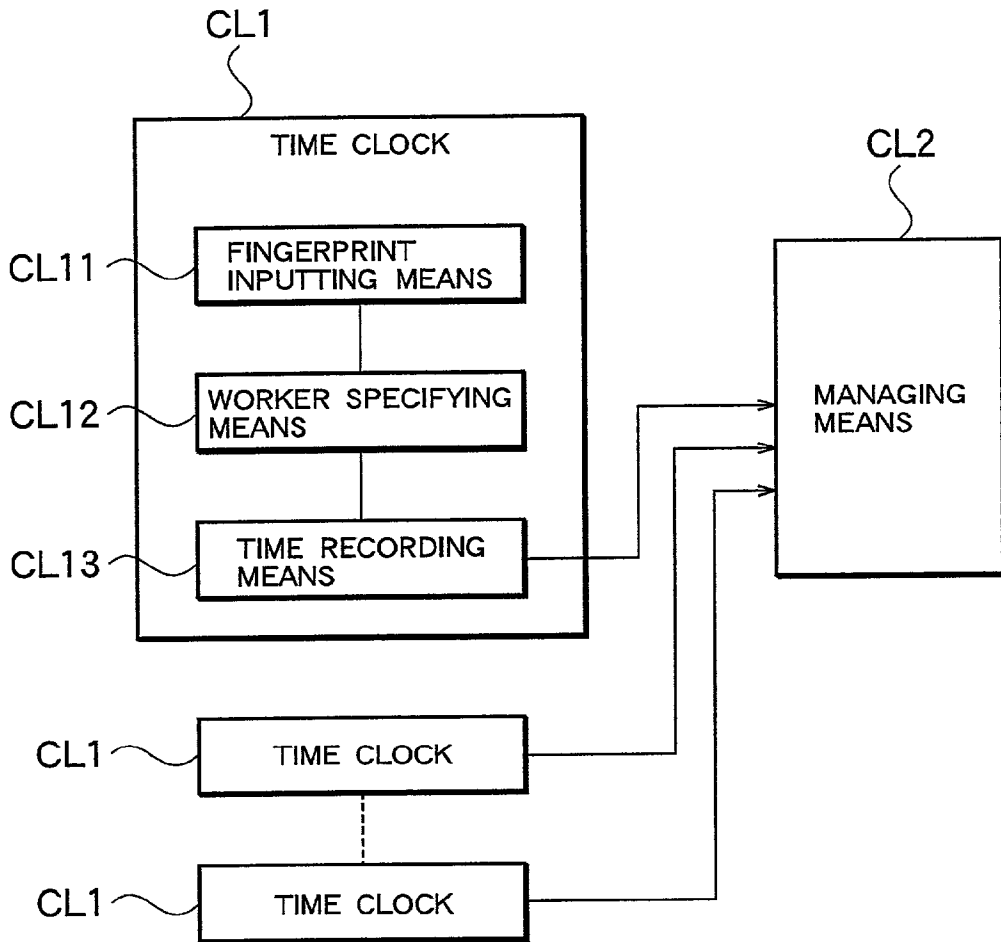 CL1
TIME CLOCK
CL2
CL11
FINGERPRINT
INPUTTING MEANS
CL12
WORKER SPECIFYING
MEANS
MANAGING
MEANS
CL13
TIME RECORDING
MEANS
CL1
TIME CLOCK
CL1
TIME CLOCK